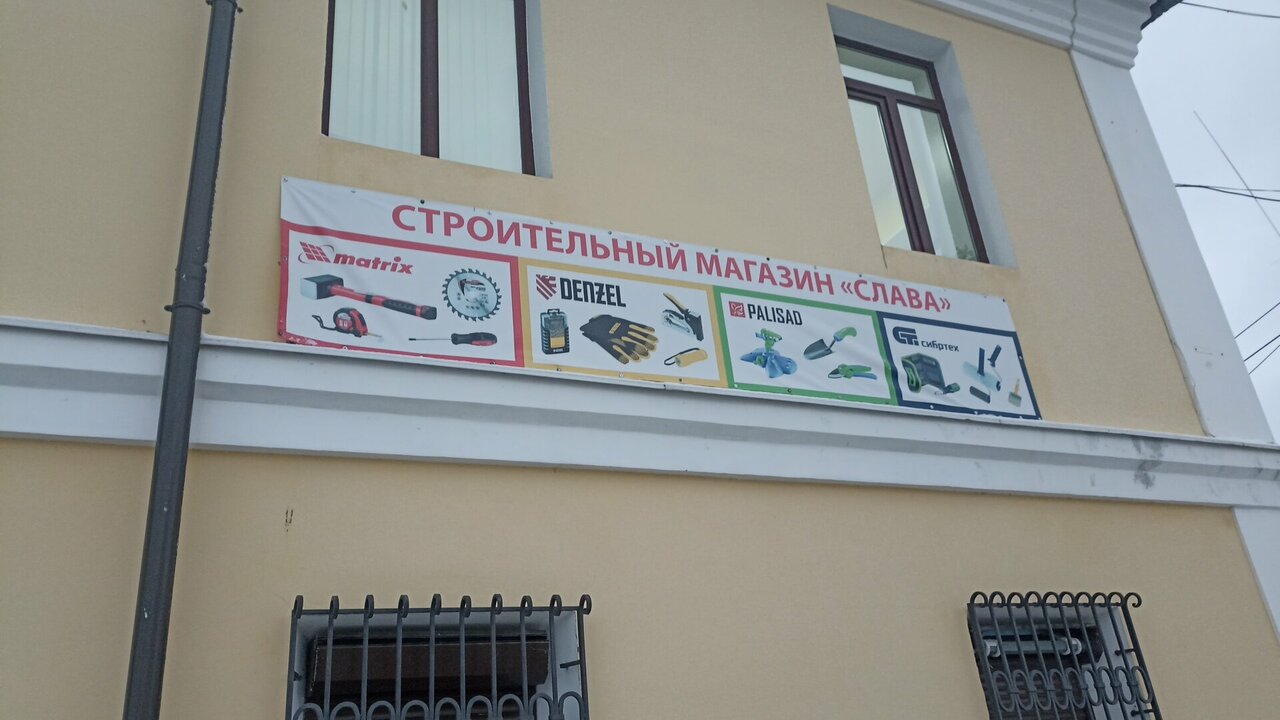 СТРОИТЕЛЬНЫЙ МАГАЗИН «СЛАВА»
matrix
DENZEL
PALISAD
сибртех